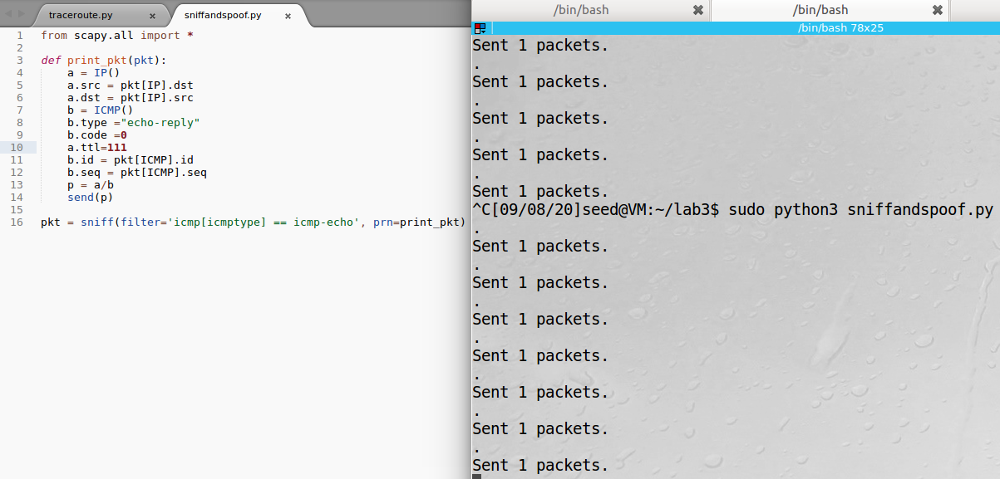 traceroute.py × sniffandspoof.py ×
1 from scapy.all import *
2
3 def print_pkt(pkt):
4 a = IP()
5 a.src = pkt[IP].dst
6 a.dst = pkt[IP].src
7 b = ICMP()
8 b.type ="echo-reply"
9 b.code =0
10 a.ttl=111
11 b.id = pkt[ICMP].id
12 b.seq = pkt[ICMP].seq
13 p = a/b
14 send(p)
15
16 pkt = sniff(filter='icmp[icmptype] == icmp-echo', prn=print_pkt)
/bin/bash ✖ /bin/bash ✖
/bin/bash 78x25
Sent 1 packets.
.
Sent 1 packets.
.
Sent 1 packets.
.
Sent 1 packets.
.
Sent 1 packets.
^C[09/08/20]seed@VM:~/lab3$ sudo python3 sniffandspoof.py
.
Sent 1 packets.
.
Sent 1 packets.
.
Sent 1 packets.
.
Sent 1 packets.
.
Sent 1 packets.
.
Sent 1 packets.
.
Sent 1 packets.